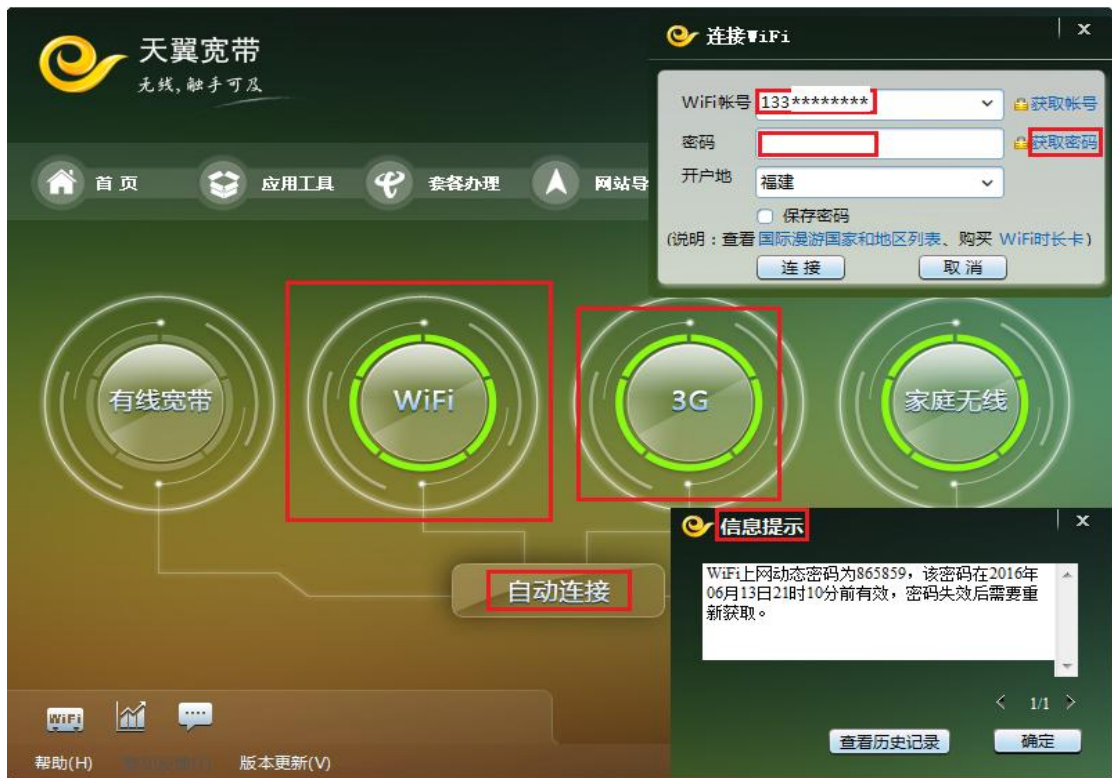 天翼宽带
无线,触手可及
首页
应用工具
套餐办理
网站导
连接WiFi
x
WiFi帐号
133********
获取帐号
密码
获取密码
开户地
福建
保存密码
(说明：查看国际漫游国家和地区列表、购买 WiFi时长卡)
连接
取消
有线宽带
WiFi
3G
家庭无线
自动连接
信息提示
x
WiFi上网动态密码为865859，该密码在2016年
06月13日21时10分前有效，密码失效后需要重
新获取。
< 1/1 >
查看历史记录
确定
WiFi
帮助(H)
版本更新(V)